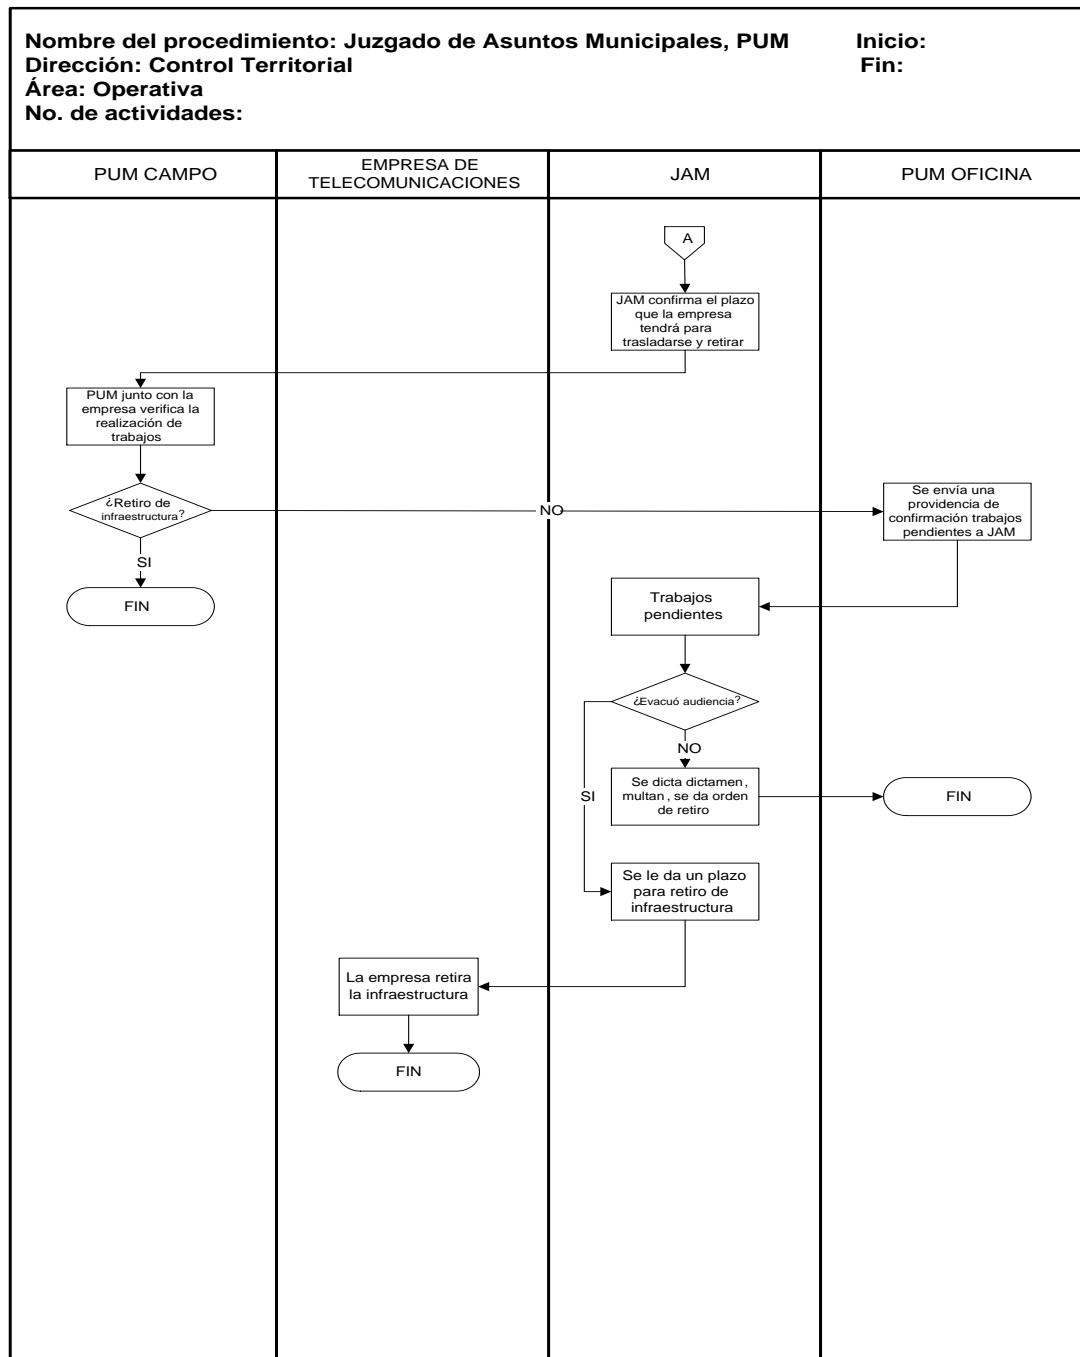 Nombre del procedimiento: Juzgado de Asuntos Municipales, PUM Inicio:
Dirección: Control Territorial Fin:
Área: Operativa
No. de actividades:
PUM CAMPO
EMPRESA DE
TELECOMUNICACIONES
JAM
PUM OFICINA
A
JAM confirma el plazo
que la empresa
tendrá para
trasladarse y retirar
PUM junto con la
empresa verifica la
realización de
trabajos
¿Retiro de
infraestructura?
NO
Se envía una
providencia de
confirmación trabajos
pendientes a JAM
SI
FIN
Trabajos
pendientes
¿Evacuó audiencia?
NO
SI
Se dicta dictamen,
multan, se da orden
de retiro
FIN
Se le da un plazo
para retiro de
infraestructura
La empresa retira
la infraestructura
FIN